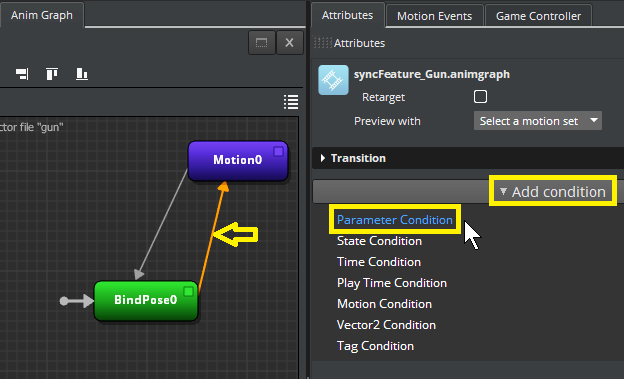 Anim Graph
ctor file "gun"
Motion0
BindPose0
Attributes
Motion Events
Game Controller
Attributes
syncFeature_Gun.animgraph
Retarget
Preview with
Select a motion set
Transition
Add condition
Parameter Condition
State Condition
Time Condition
Play Time Condition
Motion Condition
Vector2 Condition
Tag Condition